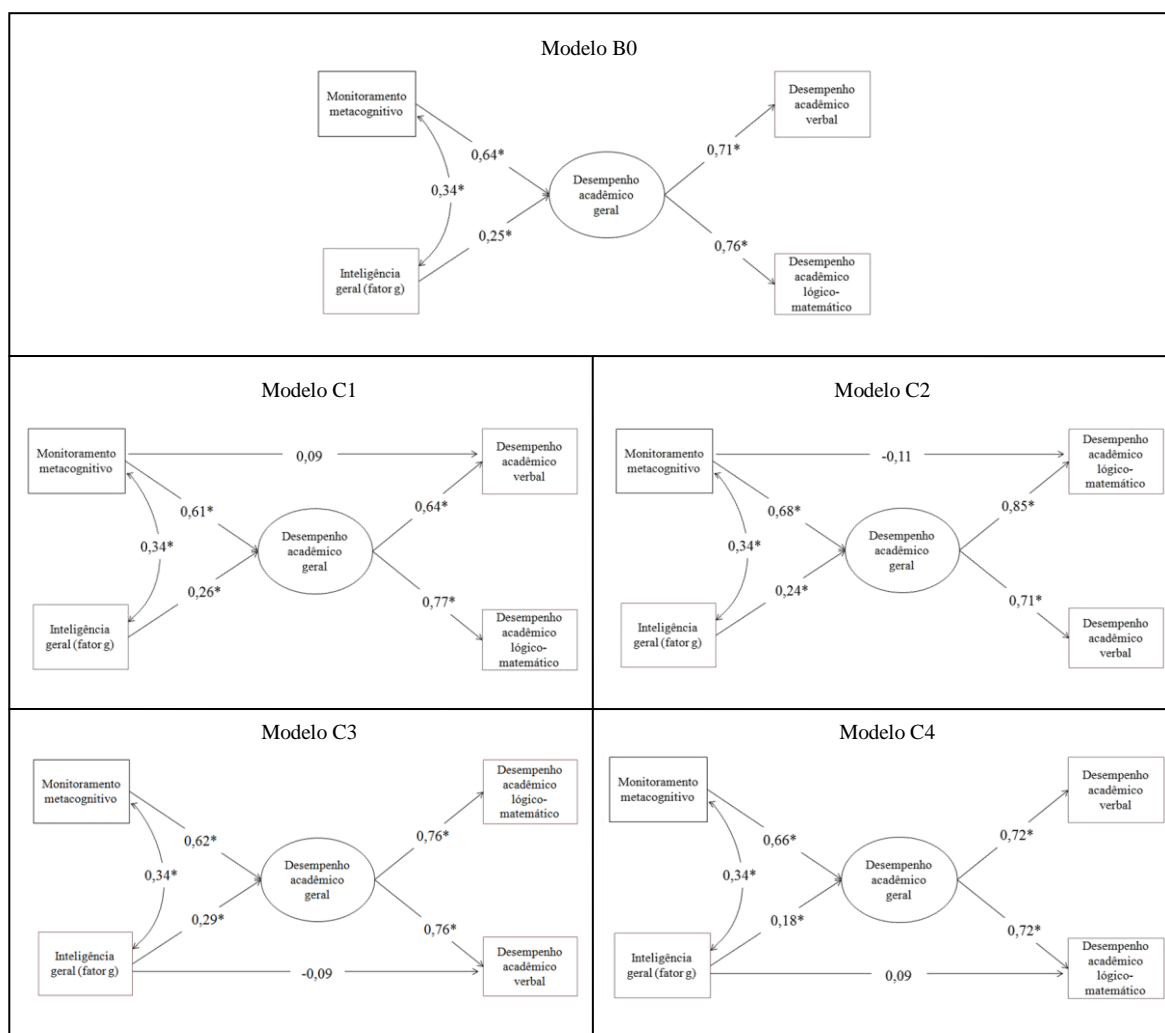 Modelo B0
Monitoramento
metacognitivo
Desempenho
acadêmico
verbal
0,64*
0,71*
0,34*
Desempenho
acadêmico
geral
0,25*
0,76*
Inteligência
geral (fator g)
Desempenho
acadêmico
lógico-
matemático
Modelo C1
Monitoramento
metacognitivo
0,09
Desempenho
acadêmico
verbal
0,61*
0,64*
0,34*
Desempenho
acadêmico
geral
0,26*
0,77*
Inteligência
geral (fator g)
Desempenho
acadêmico
lógico-
matemático
Modelo C2
Monitoramento
metacognitivo
-0,11
Desempenho
acadêmico
lógico-
matemático
0,68*
0,85*
0,34*
Desempenho
acadêmico
geral
0,24*
0,71*
Inteligência
geral (fator g)
Desempenho
acadêmico
verbal
Modelo C3
Monitoramento
metacognitivo
Desempenho
acadêmico
lógico-
matemático
0,62*
0,76*
0,34*
Desempenho
acadêmico
geral
0,29*
0,76*
Inteligência
geral (fator g)
-0,09
Desempenho
acadêmico
verbal
Modelo C4
Monitoramento
metacognitivo
Desempenho
acadêmico
verbal
0,66*
0,72*
0,34*
Desempenho
acadêmico
geral
0,18*
0,72*
Inteligência
geral (fator g)
0,09
Desempenho
acadêmico
lógico-
matemático